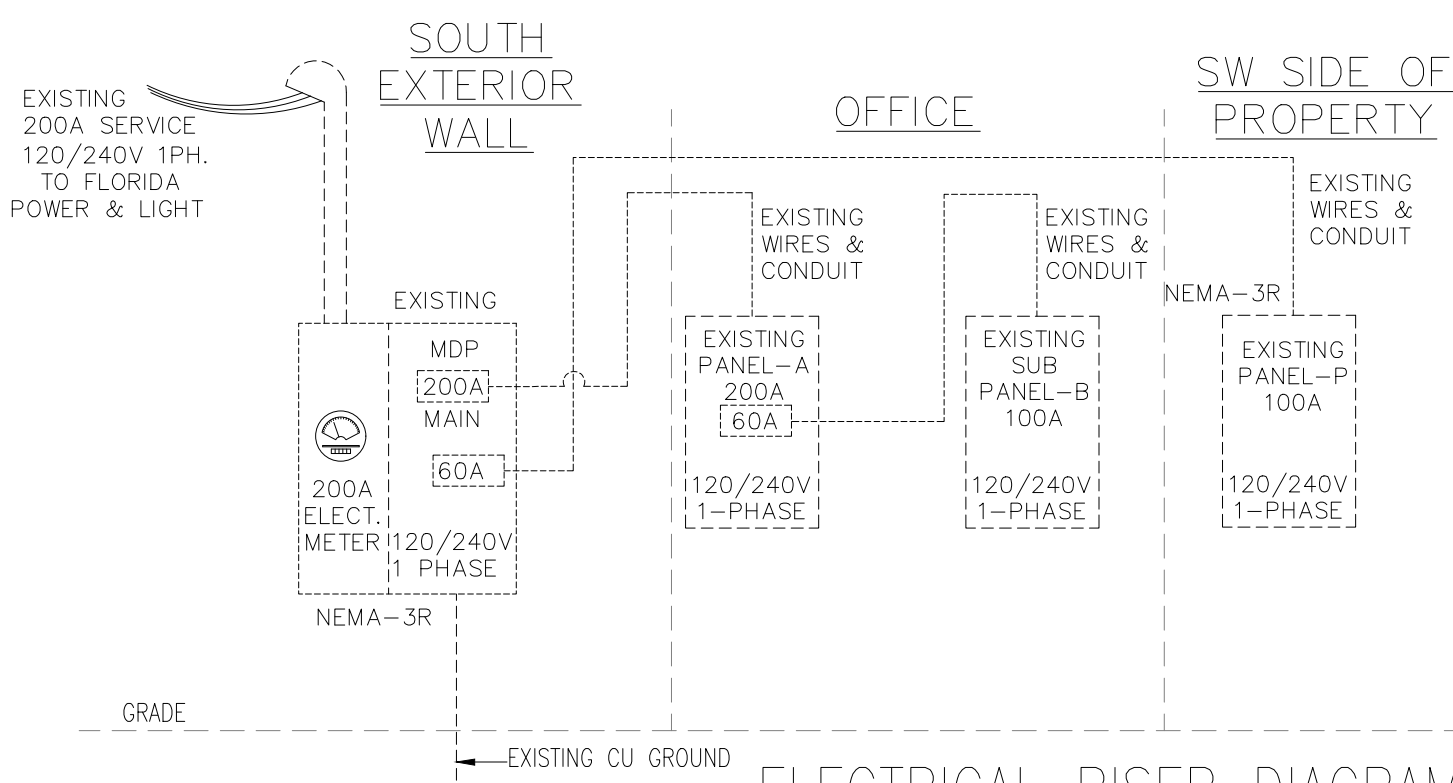 SOUTH
EXTERIOR
WALL
OFFICE
SW SIDE OF
PROPERTY
EXISTING
200A SERVICE
120/240V 1PH.
TO FLORIDA
POWER & LIGHT
EXISTING
WIRES &
CONDUIT
EXISTING
WIRES &
CONDUIT
EXISTING
WIRES &
CONDUIT
EXISTING
MDP
200A
MAIN
60A
120/240V
1 PHASE
200A
ELECT.
METER
NEMA-3R
EXISTING
PANEL-A
200A
60A
120/240V
1-PHASE
EXISTING
SUB
PANEL-B
100A
120/240V
1-PHASE
NEMA-3R
EXISTING
PANEL-P
100A
120/240V
1-PHASE
GRADE
EXISTING CU GROUND
ELECTRICAL RISER DIAGRAM